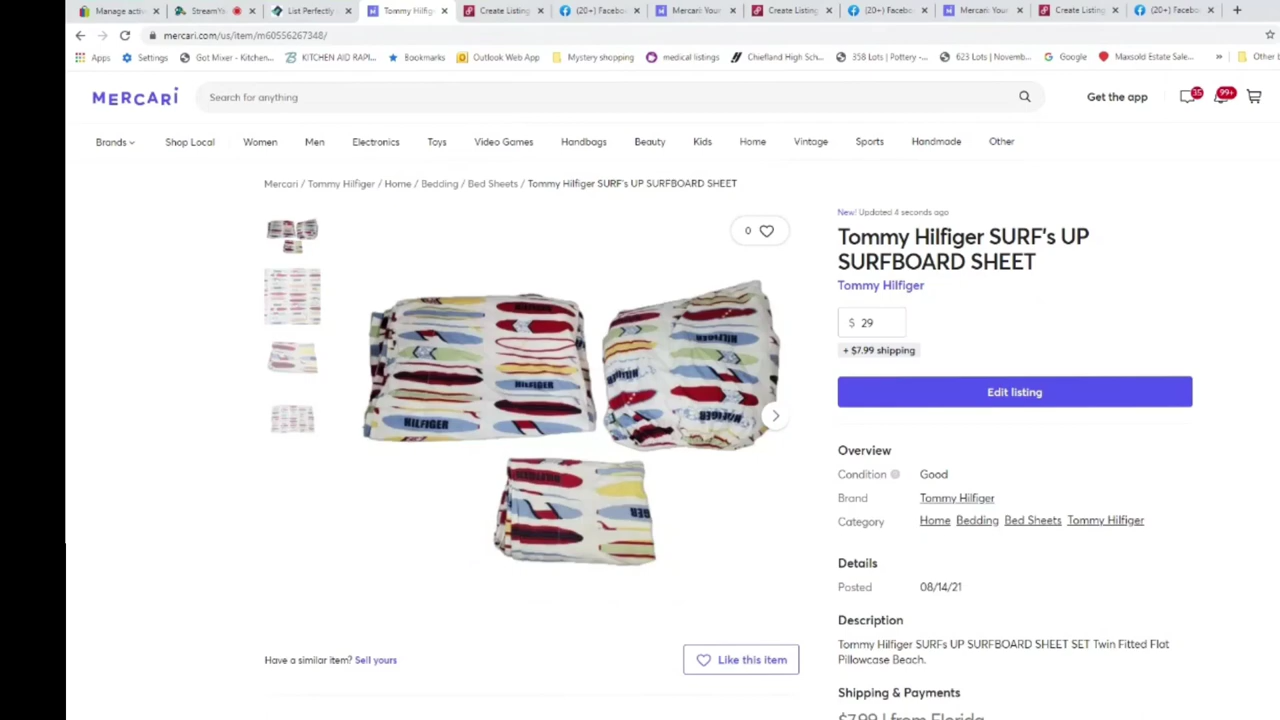 Manage activ
StreamYa
List Perfectly
Tommy Hilfig
Create Listing
(20+) Facebo
Mercari: Your
Create Listing
(20+) Facebo
Mercari: Your
Create Listing
(20+) Facebo
mercari.com/us/item/m60556267348/
Apps
Settings
Got Mixer - Kitchen...
KITCHEN AID RAPI...
Bookmarks
Outlook Web App
Mystery shopping
medical listings
Chiefland High Sch...
358 Lots | Pottery -...
623 Lots | Novemb...
Google
Maxsold Estate Sale...
»
Other b
MERCARI
Search for anything
Get the app
35
99+
Brands
Shop Local
Women
Men
Electronics
Toys
Video Games
Handbags
Beauty
Kids
Home
Vintage
Sports
Handmade
Other
Mercari / Tommy Hilfiger / Home / Bedding / Bed Sheets / Tommy Hilfiger SURF's UP SURFBOARD SHEET
0
HILFIGER
HILFIGER
New! Updated 4 seconds ago
Tommy Hilfiger SURF's UP
SURFBOARD SHEET
Tommy Hilfiger
$ 29
+ $7.99 shipping
Edit listing
Overview
Condition Good
Brand Tommy Hilfiger
Category Home Bedding Bed Sheets Tommy Hilfiger
Details
Posted 08/14/21
Description
Tommy Hilfiger SURFs UP SURFBOARD SHEET SET Twin Fitted Flat
Pillowcase Beach.
Have a similar item? Sell yours
Like this item
Shipping & Payments
$7.99 | from Florida